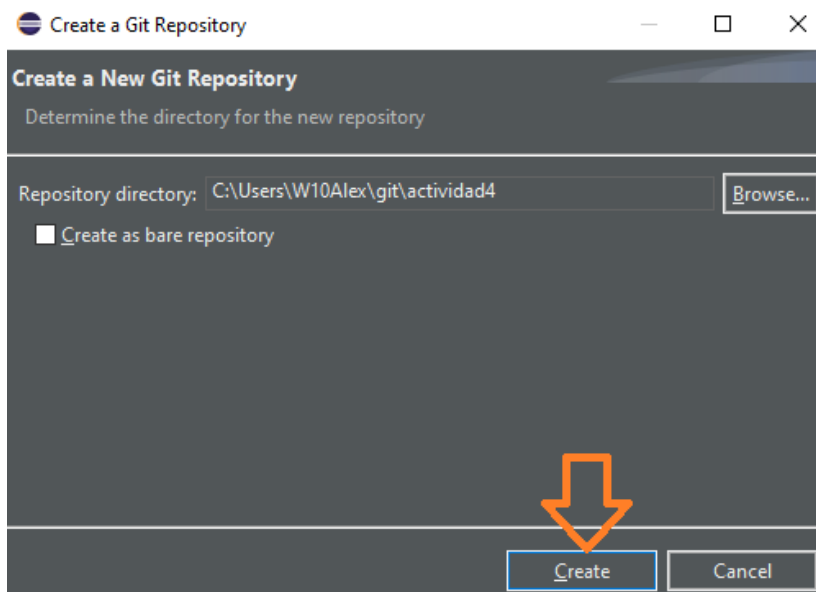 Create a Git Repository
Create a New Git Repository
Determine the directory for the new repository
Repository directory: C:\Users\W10Alex\git\actividad4 Browse...
Create as bare repository
Create Cancel